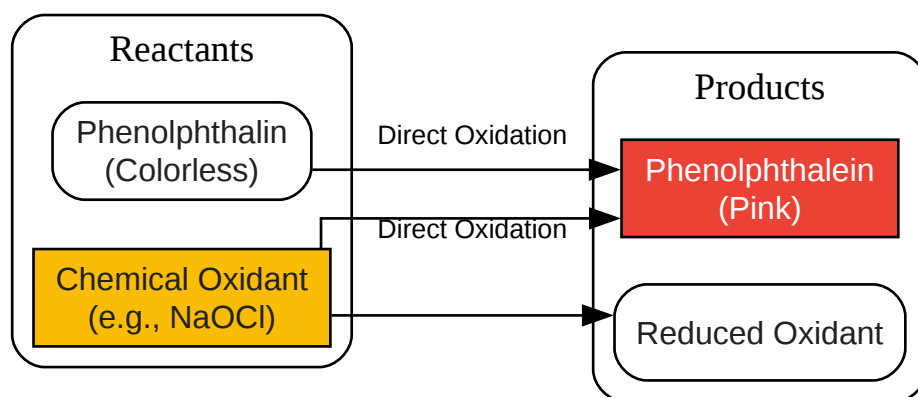 Reactants
Phenolphthalin
(Colorless)
Chemical Oxidant
(e.g., NaOCl)
Direct Oxidation
Direct Oxidation
Products
Phenolphthalein
(Pink)
Reduced Oxidant